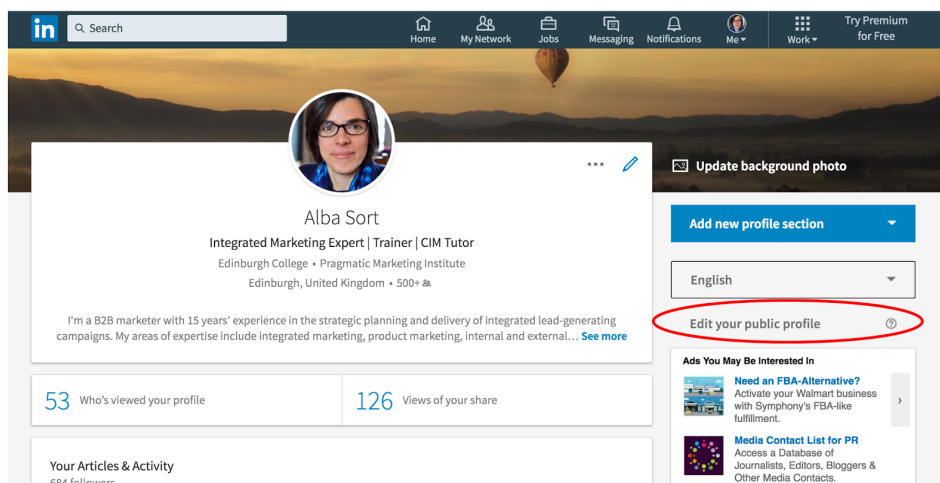 in
Search
Home
My Network
Jobs
Messaging
Notifications
Me
Work
Try Premium
for Free
Update background photo
Alba Sort
Integrated Marketing Expert | Trainer | CIM Tutor
Edinburgh College • Pragmatic Marketing Institute
Edinburgh, United Kingdom • 500+
I'm a B2B marketer with 15 years' experience in the strategic planning and delivery of integrated lead-generating
campaigns. My areas of expertise include integrated marketing, product marketing, internal and external… See more
53 Who's viewed your profile
126 Views of your share
Your Articles & Activity
684 followers
Add new profile section
English
Edit your public profile
Ads You May Be Interested In
Need an FBA-Alternative?
Activate your Walmart business
with Symphony's FBA-like
fulfillment.
Media Contact List for PR
Access a Database of
Journalists, Editors, Bloggers &
Other Media Contacts.